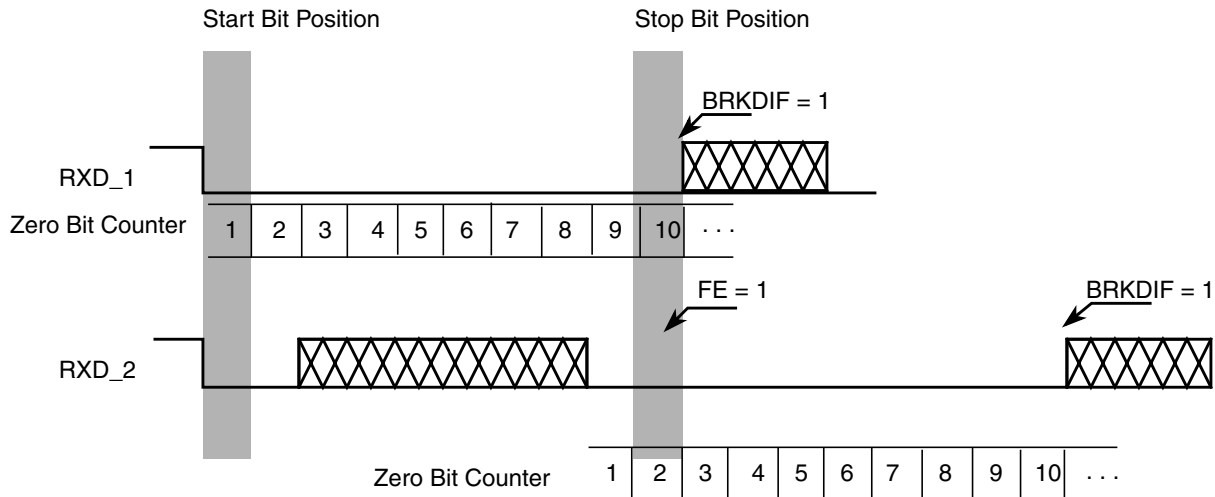 Start Bit Position
Stop Bit Position
BRKDIF = 1
RXD_1
Zero Bit Counter 1 2 3 4 5 6 7 8 9 10 . . .
FE = 1
BRKDIF = 1
RXD_2
Zero Bit Counter 1 2 3 4 5 6 7 8 9 10 . . .